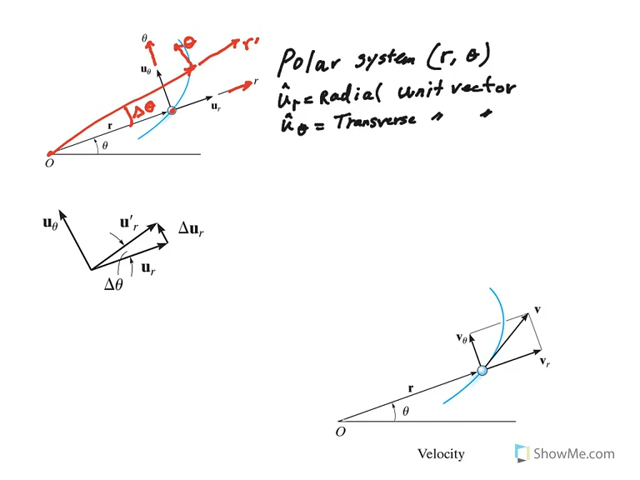 Polar system (r, θ)
û_r = Radial unit vector
û_θ = Transverse " "
θ
θ
r'
u_θ
r
Δθ
u_r
r
θ
O
u_θ
u'_r
Δu_r
u_r
Δθ
v
v_θ
v_r
r
θ
O
Velocity
ShowMe.com